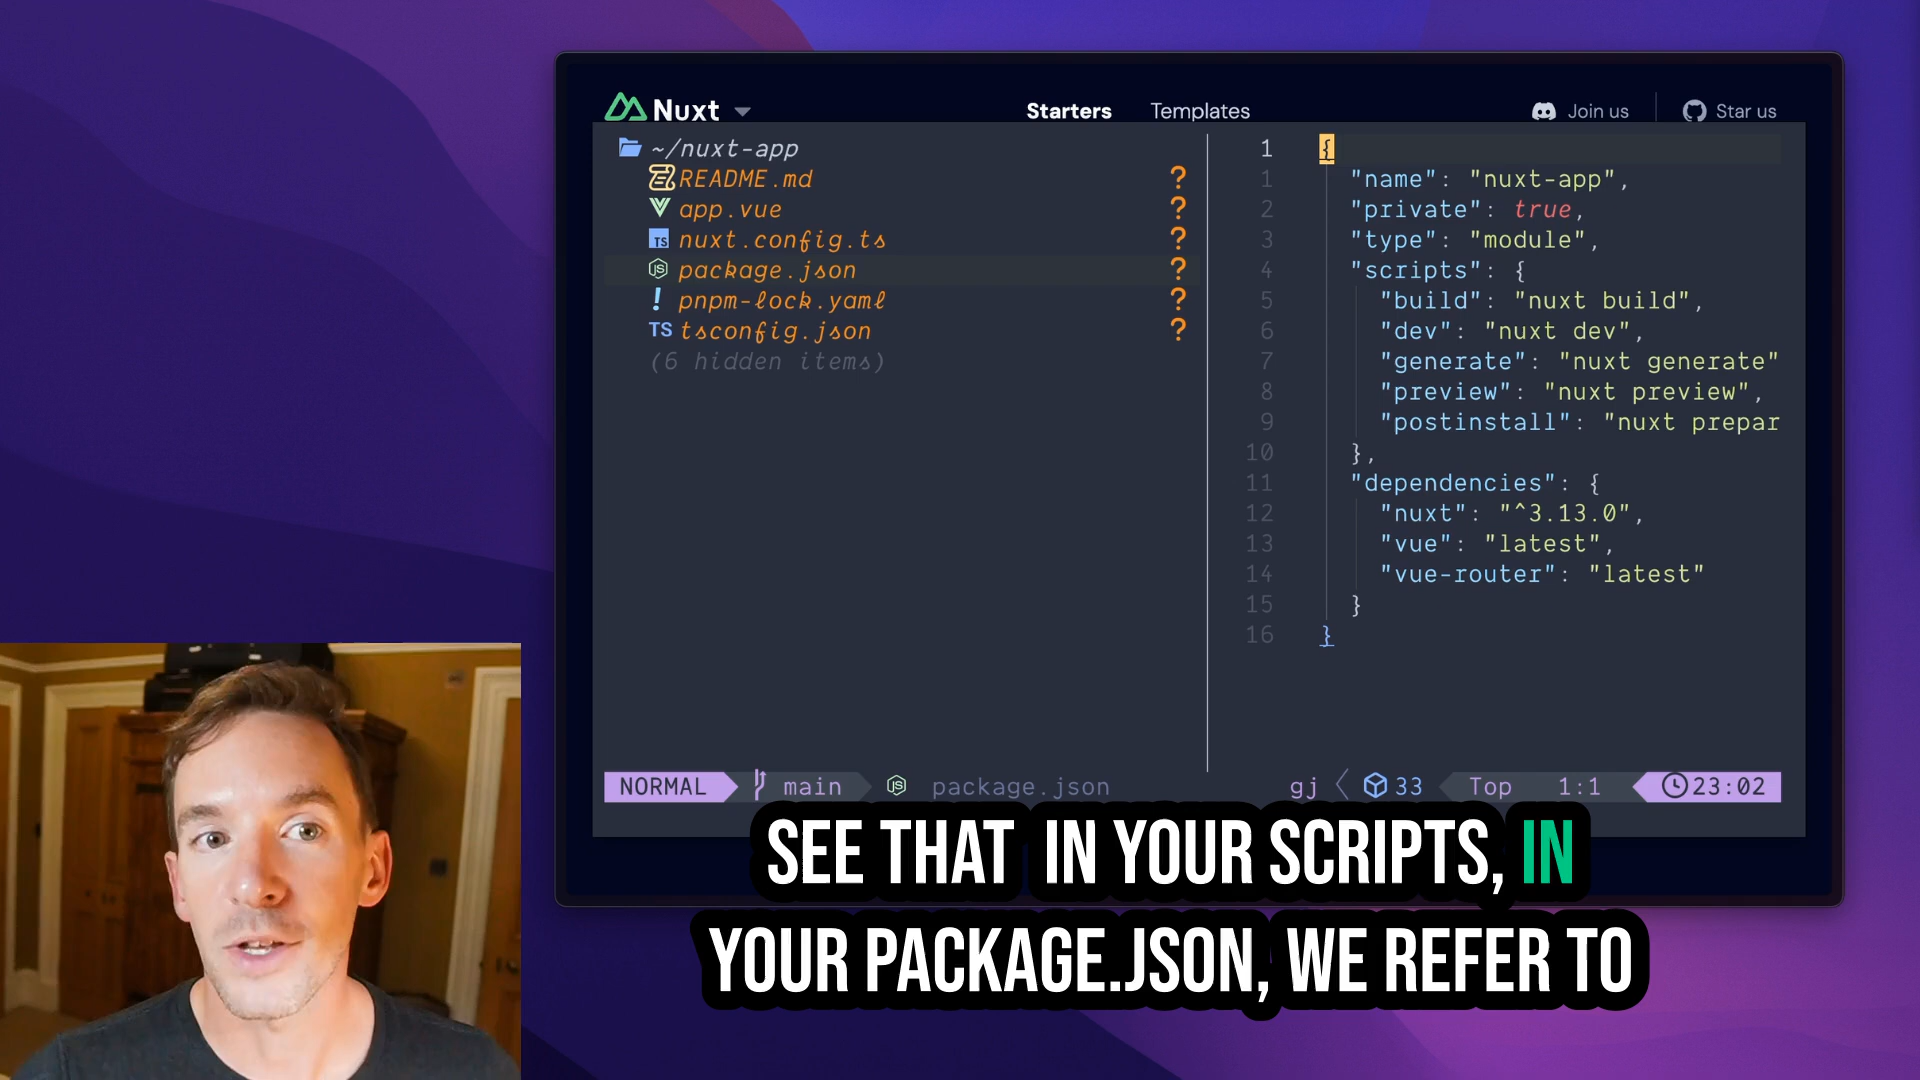 Nuxt
Starters
Templates
Join us
Star us
~/nuxt-app
README.md ?
app.vue ?
TS nuxt.config.ts ?
JS package.json ?
! pnpm-lock.yaml ?
TS tsconfig.json ?
(6 hidden items)
1 {
1 "name": "nuxt-app",
2 "private": true,
3 "type": "module",
4 "scripts": {
5 "build": "nuxt build",
6 "dev": "nuxt dev",
7 "generate": "nuxt generate"
8 "preview": "nuxt preview",
9 "postinstall": "nuxt prepar
10 },
11 "dependencies": {
12 "nuxt": "^3.13.0",
13 "vue": "latest",
14 "vue-router": "latest"
15 }
16 }
NORMAL main JS package.json gj 33 Top 1:1 23:02
SEE THAT IN YOUR SCRIPTS, IN
YOUR PACKAGE.JSON, WE REFER TO